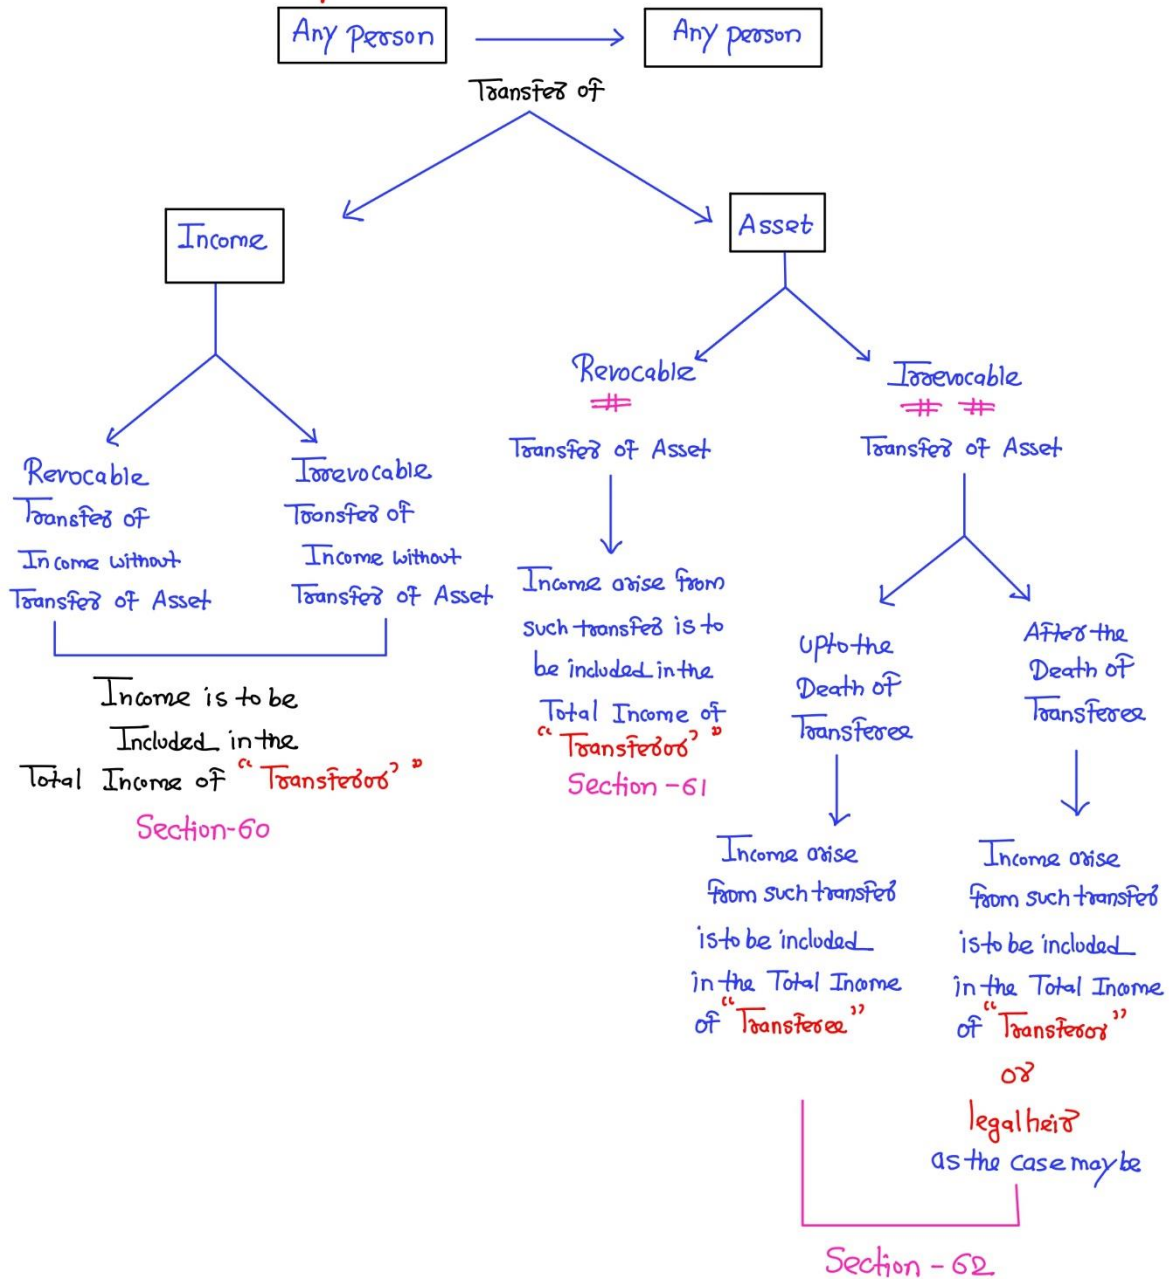 Any Person
Any person
Transfer of
Income
Asset
Revocable
Transfer of
Income without
Transfer of Asset
Irrevocable
Transfer of
Income without
Transfer of Asset
Income is to be
Included in the
Total Income of "Transferor"
Section-60
Revocable
Transfer of Asset
Income arise from
such transfer is to
be included in the
Total Income of
"Transferor"
Section-61
Irrevocable
Transfer of Asset
upto the
Death of
Transferee
Income arise
from such transfer
is to be included
in the Total Income
of "Transferee"
After the
Death of
Transferee
Income arise
from such transfer
is to be included
in the Total Income
of "Transferor"
or
legal heir
as the case may be
Section - 62